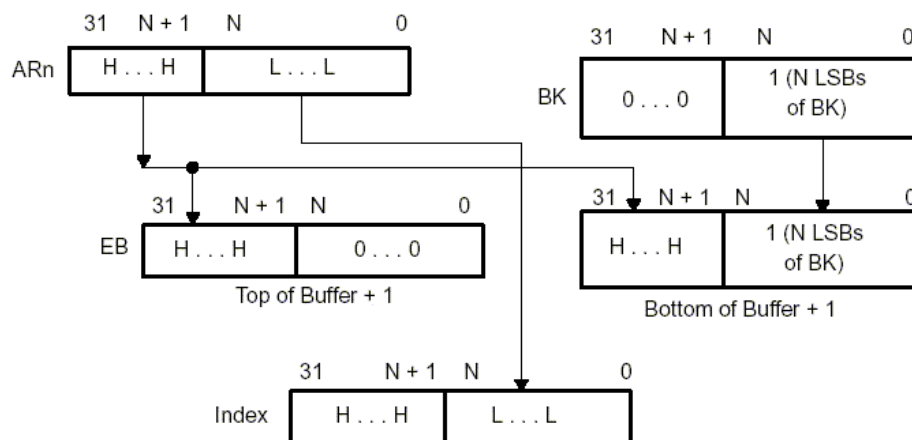 31 N + 1 N 0
ARn H . . . H L . . . L
31 N + 1 N 0
BK 0 . . . 0 1 (N LSBs
of BK)
31 N + 1 N 0
EB H . . . H 0 . . . 0
Top of Buffer + 1
31 N + 1 N 0
H . . . H 1 (N LSBs
of BK)
Bottom of Buffer + 1
31 N + 1 N 0
Index H . . . H L . . . L